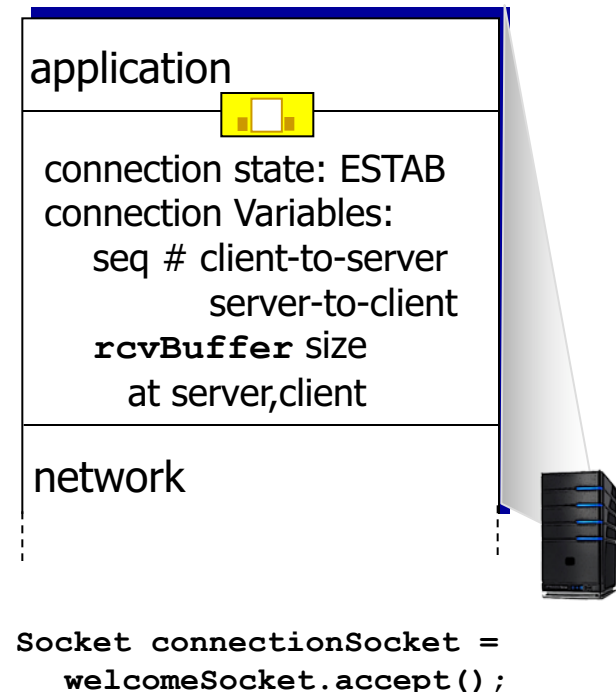 application
connection state: ESTAB
connection Variables:
seq # client-to-server
server-to-client
rcvBuffer size
at server,client
network
Socket connectionSocket =
welcomeSocket.accept();